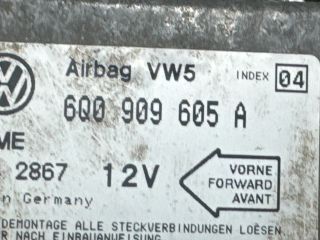 Airbag VW5 INDEX 04
6Q0 909 605 A
ME
2867 12V
VORNE
FORWARD
AVANT
n Germany
DEMONTAGE ALLE STECKVERBINDUNGEN LOËSEN
NACH EINBAUANWEISUNG